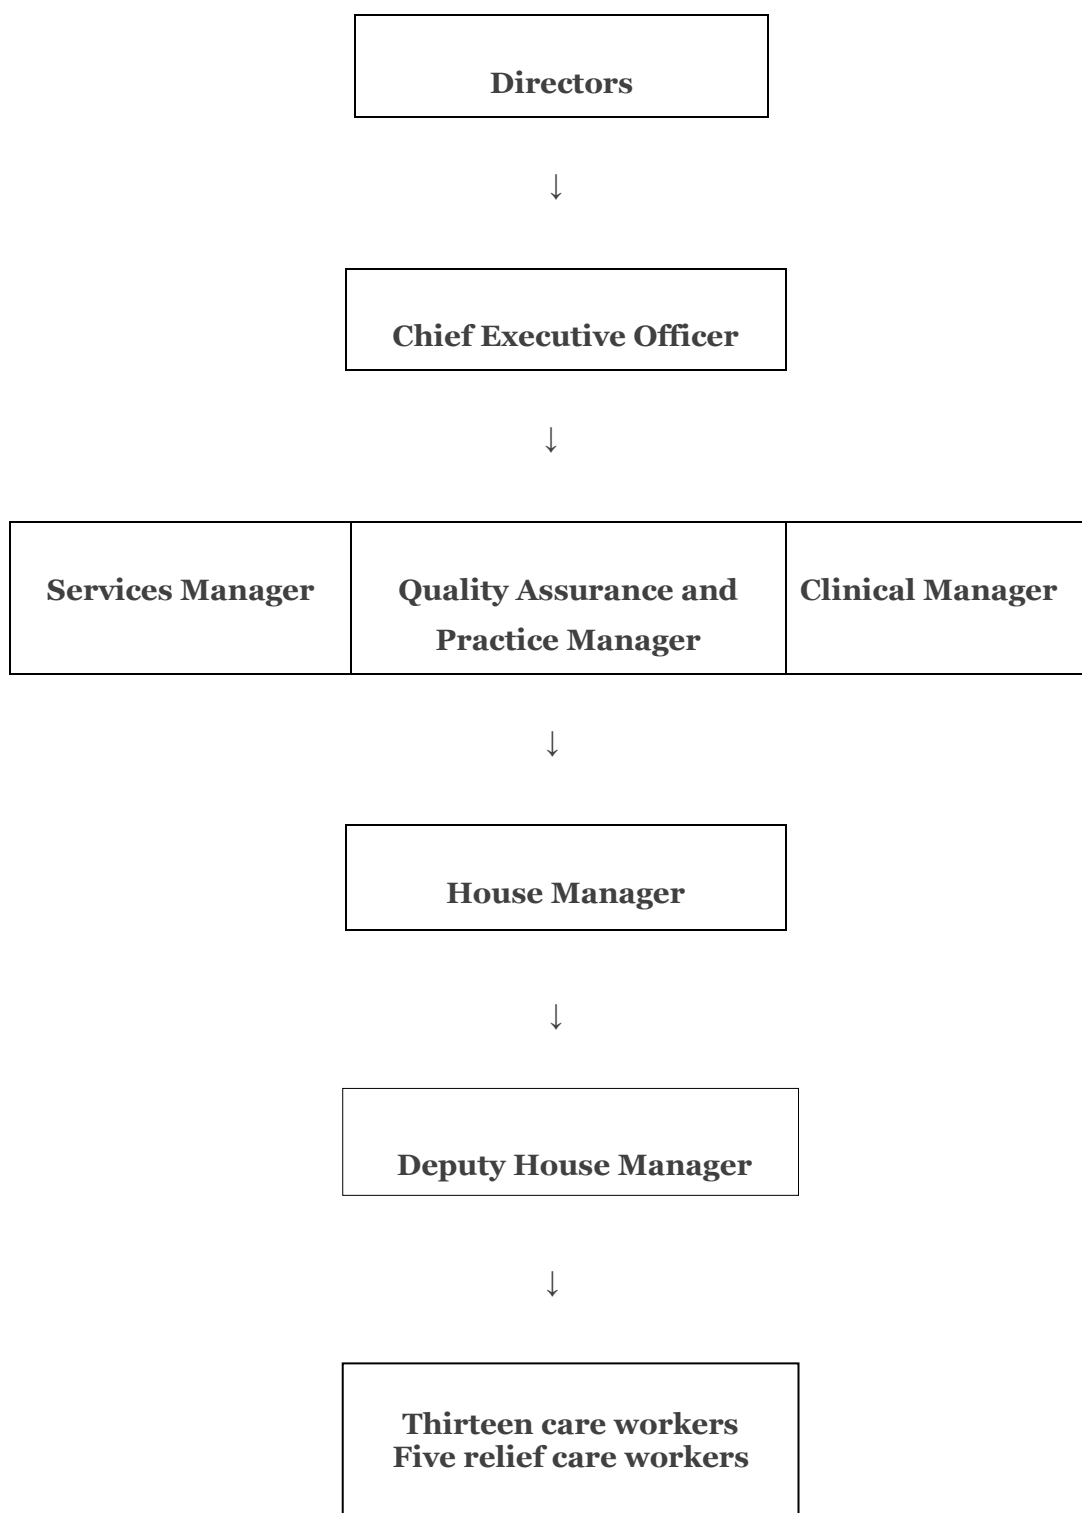 Directors
↓
Chief Executive Officer
↓
Services Manager
Quality Assurance and
Practice Manager
Clinical Manager
↓
House Manager
↓
Deputy House Manager
↓
Thirteen care workers
Five relief care workers